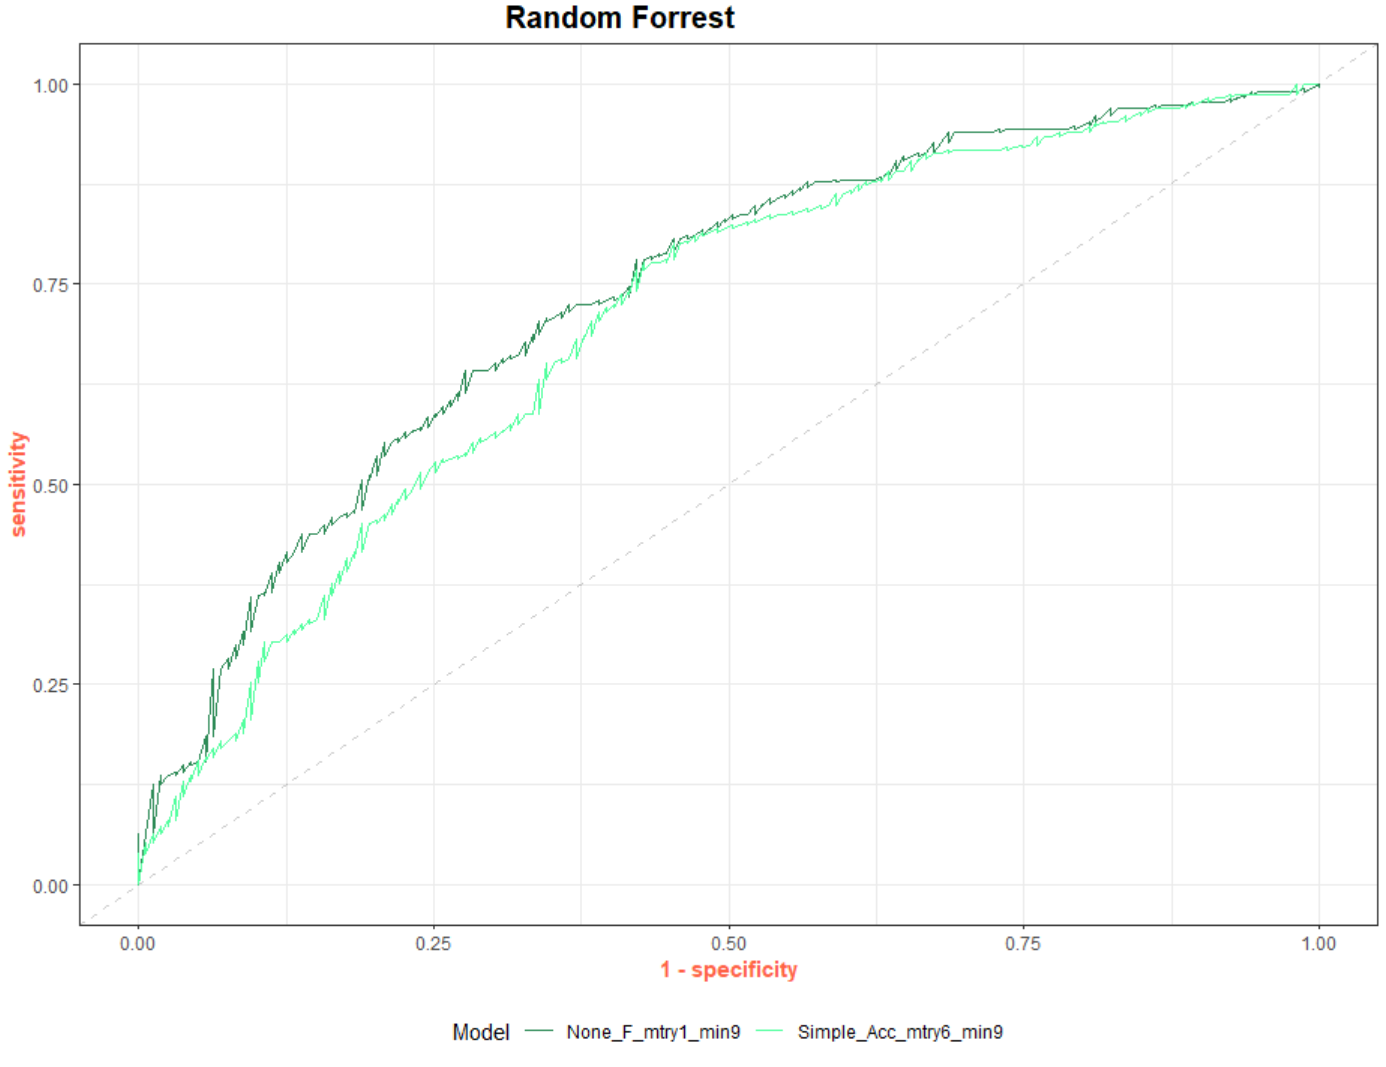 Random Forrest
1.00
0.75
0.50
0.25
0.00
sensitivity
0.00 0.25 0.50 0.75 1.00
1 - specificity
Model None_F_mtry1_min9 Simple_Acc_mtry6_min9